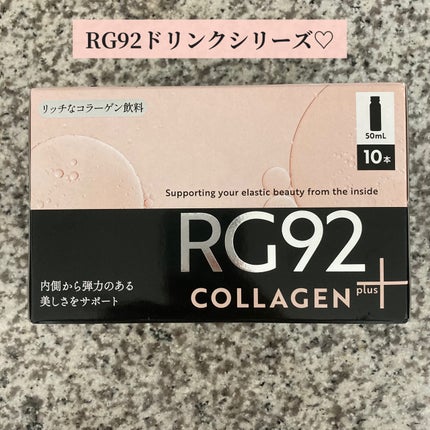 RG92ドリンクシリーズ♡
リッチなコラーゲン飲料
50mL
10本
Supporting your elastic beauty from the inside
RG92
COLLAGEN plus
内側から弾力のある
美しさをサポート